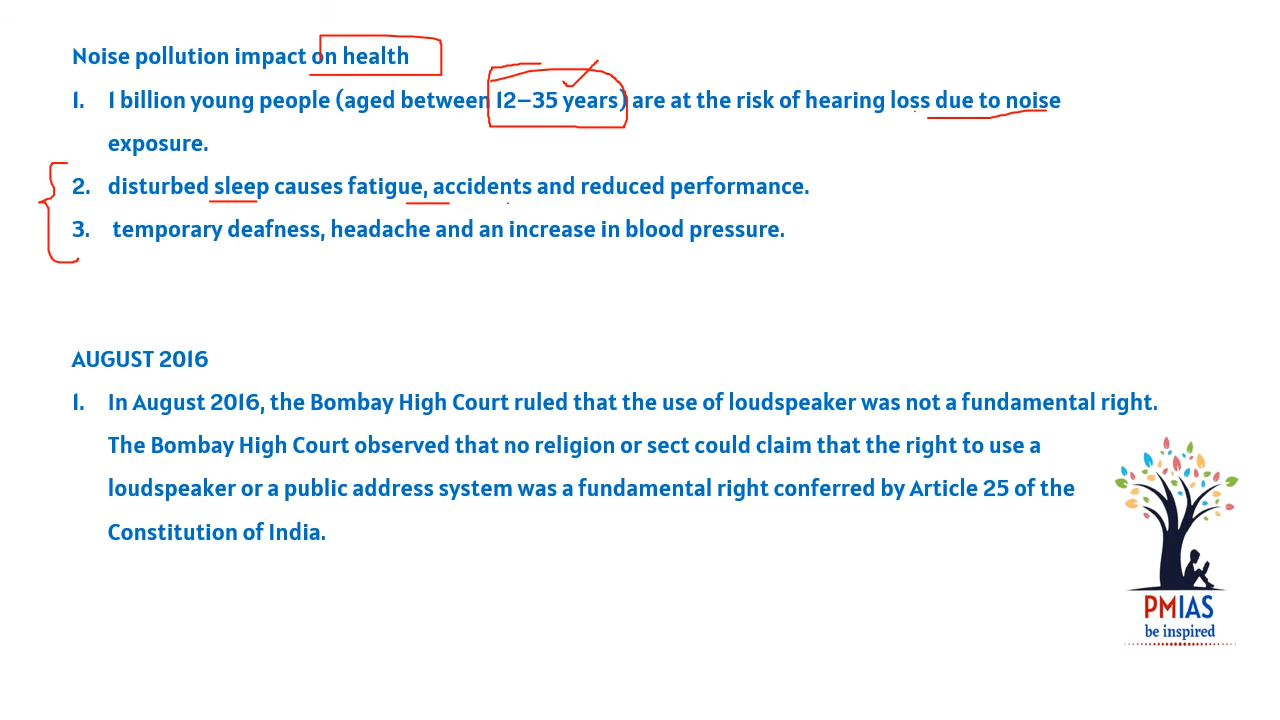 Noise pollution impact on health
1. 1 billion young people (aged between 12–35 years) are at the risk of hearing loss due to noise
exposure.
2. disturbed sleep causes fatigue, accidents and reduced performance.
3. temporary deafness, headache and an increase in blood pressure.
AUGUST 2016
1. In August 2016, the Bombay High Court ruled that the use of loudspeaker was not a fundamental right.
The Bombay High Court observed that no religion or sect could claim that the right to use a
loudspeaker or a public address system was a fundamental right conferred by Article 25 of the
Constitution of India.
PMIAS
be inspired